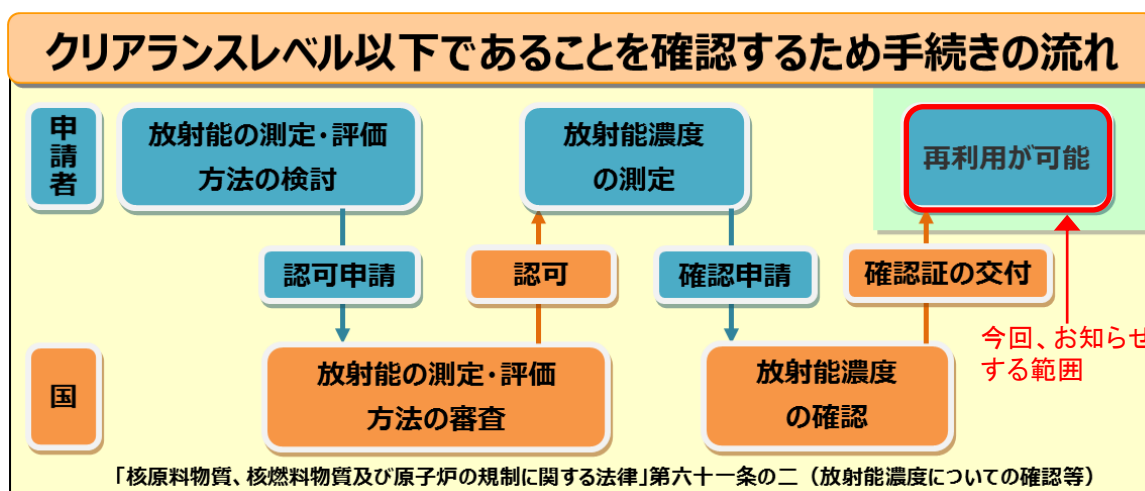 クリアランスレベル以下であることを確認するため手続きの流れ
申請者
放射能の測定・評価
方法の検討
放射能濃度
の測定
再利用が可能
認可申請
認可
確認申請
確認証の交付
今回、お知らせ
する範囲
国
放射能の測定・評価
方法の審査
放射能濃度
の確認
「核原料物質、核燃料物質及び原子炉の規制に関する法律」第六十一条の二（放射能濃度についての確認等）